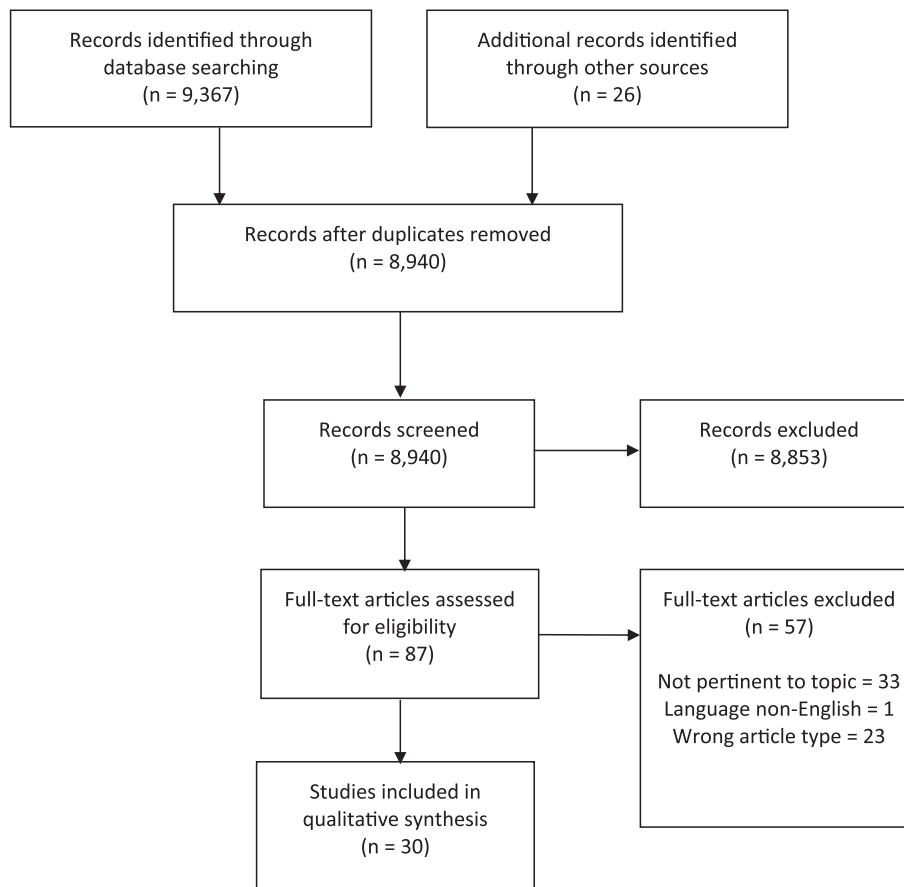 Records identified through
database searching
(n = 9,367)
Additional records identified
through other sources
(n = 26)
Records after duplicates removed
(n = 8,940)
Records screened
(n = 8,940)
Records excluded
(n = 8,853)
Full-text articles assessed
for eligibility
(n = 87)
Full-text articles excluded
(n = 57)
Not pertinent to topic = 33
Language non-English = 1
Wrong article type = 23
Studies included in
qualitative synthesis
(n = 30)